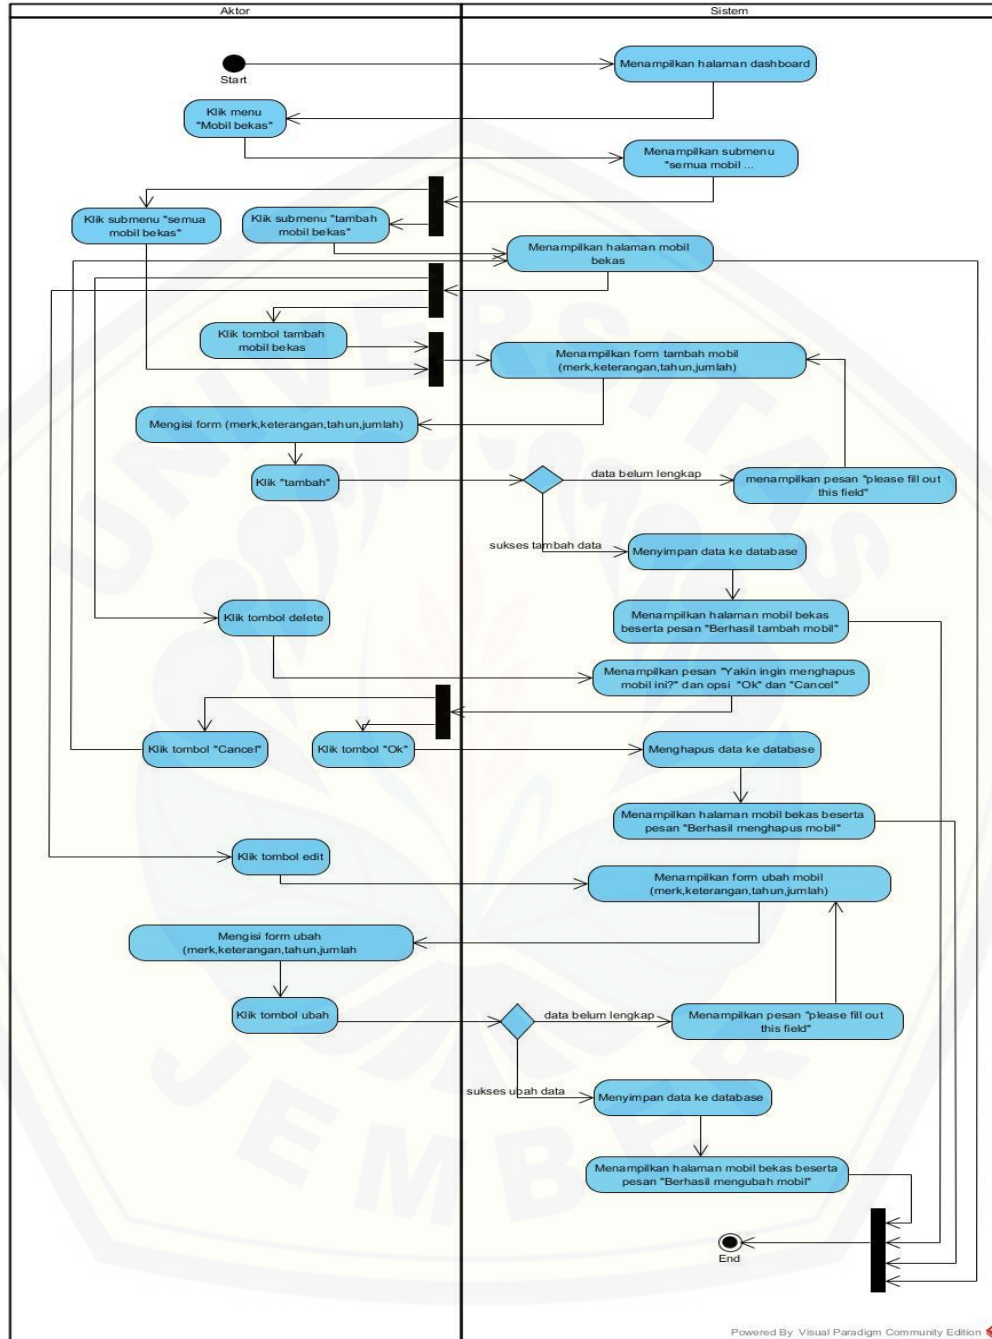 Aktor
Sistem
Start
Menampilkan halaman dashboard
Klik menu
"Mobil bekas"
Menampilkan submenu
"semua mobil ...
Klik submenu "semua
mobil bekas"
Klik submenu "tambah
mobil bekas"
Menampilkan halaman mobil
bekas
Klik tombol tambah
mobil bekas
Menampilkan form tambah mobil
(merk,keterangan,tahun,jumlah)
Mengisi form (merk,keterangan,tahun,jumlah)
Klik "tambah"
data belum lengkap
menampilkan pesan "please fill out
this field"
sukses tambah data
Menyimpan data ke database
Klik tombol delete
Menampilkan halaman mobil bekas
beserta pesan "Berhasil tambah mobil"
Menampilkan pesan "Yakin ingin menghapus
mobil ini?" dan opsi "Ok" dan "Cancel"
Klik tombol "Cancel"
Klik tombol "Ok"
Menghapus data ke database
Menampilkan halaman mobil bekas beserta
pesan "Berhasil menghapus mobil"
Klik tombol edit
Menampilkan form ubah mobil
(merk,keterangan,tahun,jumlah)
Mengisi form ubah
(merk,keterangan,tahun,jumlah
Klik tombol ubah
data belum lengkap
Menampilkan pesan "please fill out
this field"
sukses ubah data
Menyimpan data ke database
Menampilkan halaman mobil bekas beserta
pesan "Berhasil mengubah mobil"
End
UNIVERSITAS
JEMBER
Powered By Visual Paradigm Community Edition